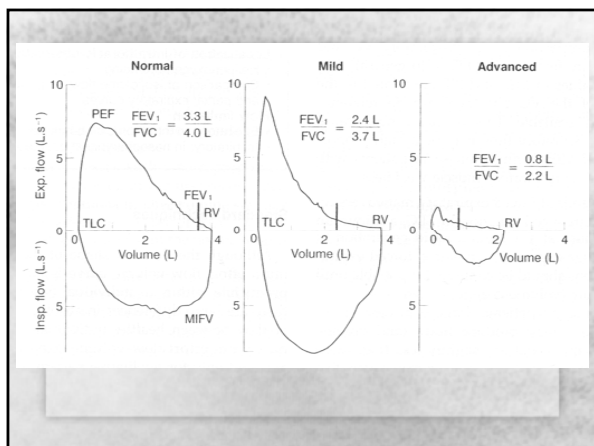 Normal
Mild
Advanced
10
PEF
FEV₁
FVC
=
3.3 L
4.0 L
5
Exp. flow (L.s⁻¹)
FEV₁
RV
0
TLC
0
2
4
Volume (L)
Insp. flow (L.s⁻¹)
5
MIFV
10
FEV₁
FVC
=
2.4 L
3.7 L
5
0
TLC
RV
0
2
4
Volume (L)
5
10
5
FEV₁
FVC
=
0.8 L
2.2 L
0
RV
0
2
4
Volume (L)
5